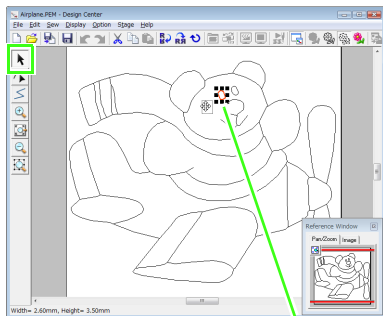 Airplane.PEM - Design Center
File Edit Sew Display Option Stage Help
Reference Window
Pan/Zoom Image
Width= 2.60mm, Height= 3.50mm